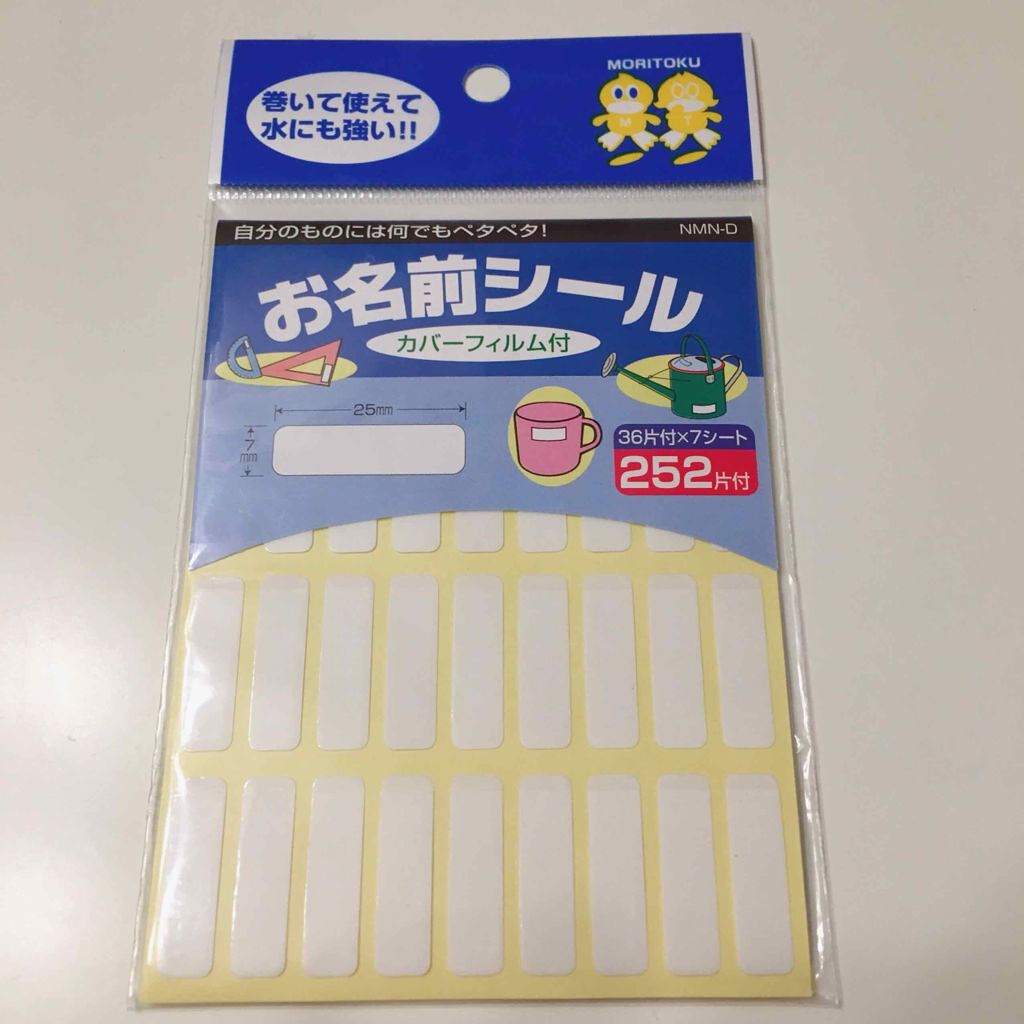 巻いて使えて
水にも強い!!
MORITOKU
M T
自分のものには何でもペタペタ!
NMN-D
お名前シール
カバーフィルム付
25mm
7mm
36片付×7シート
252片付